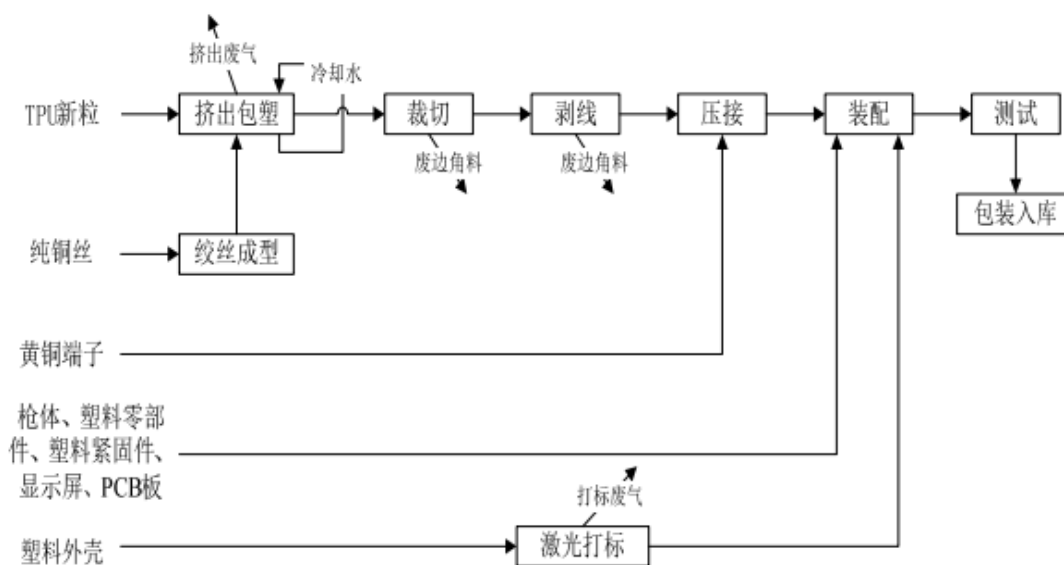 挤出废气
冷却水
TPU新粒
挤出包塑
裁切
剥线
压接
装配
测试
废边角料
废边角料
包装入库
纯铜丝
绞丝成型
黄铜端子
枪体、塑料零部
件、塑料紧固件、
显示屏、PCB板
打标废气
塑料外壳
激光打标